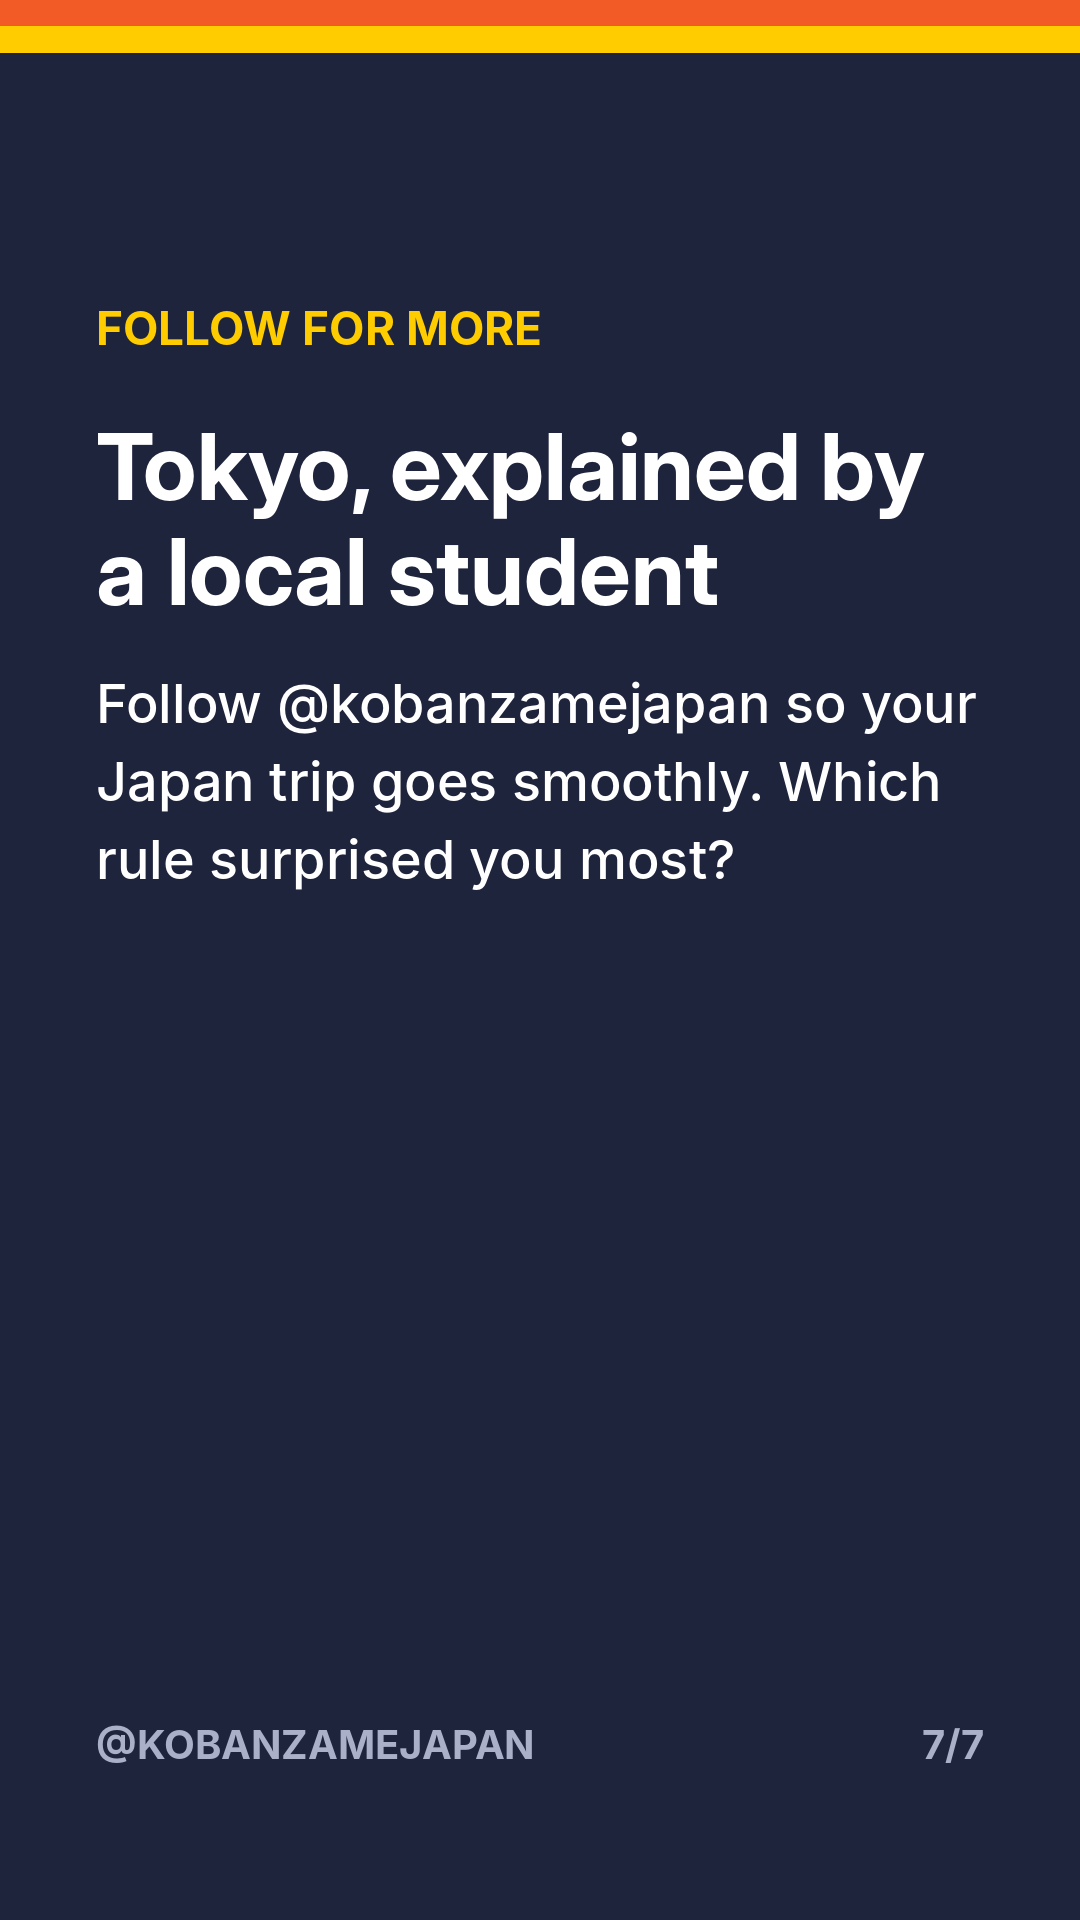 FOLLOW FOR MORE
Tokyo, explained by
a local student
Follow @kobanzamejapan so your
Japan trip goes smoothly. Which
rule surprised you most?
@KOBANZAMEJAPAN
7/7